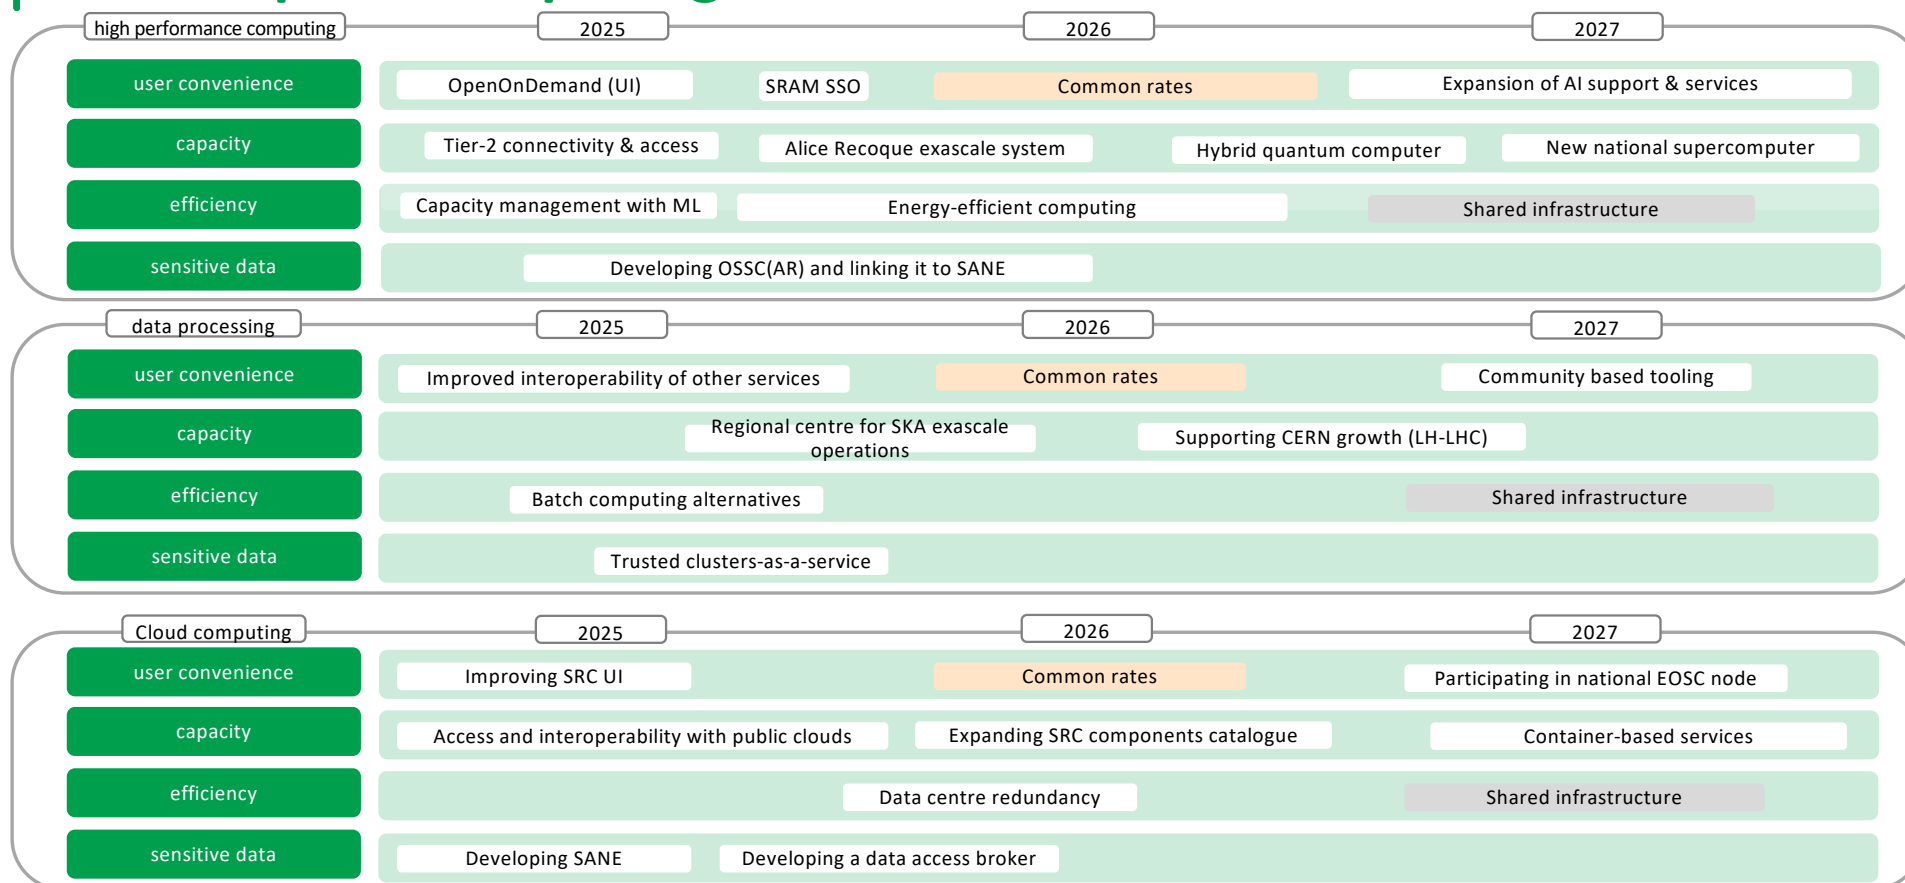 high performance computing
2025
2026
2027
user convenience
OpenOnDemand (UI)
SRAM SSO
Common rates
Expansion of AI support & services
capacity
Tier-2 connectivity & access
Alice Recoque exascale system
Hybrid quantum computer
New national supercomputer
efficiency
Capacity management with ML
Energy-efficient computing
Shared infrastructure
sensitive data
Developing OSSC(AR) and linking it to SANE
data processing
2025
2026
2027
user convenience
Improved interoperability of other services
Common rates
Community based tooling
capacity
Regional centre for SKA exascale
operations
Supporting CERN growth (LH-LHC)
efficiency
Batch computing alternatives
Shared infrastructure
sensitive data
Trusted clusters-as-a-service
Cloud computing
2025
2026
2027
user convenience
Improving SRC UI
Common rates
Participating in national EOSC node
capacity
Access and interoperability with public clouds
Expanding SRC components catalogue
Container-based services
efficiency
Data centre redundancy
Shared infrastructure
sensitive data
Developing SANE
Developing a data access broker